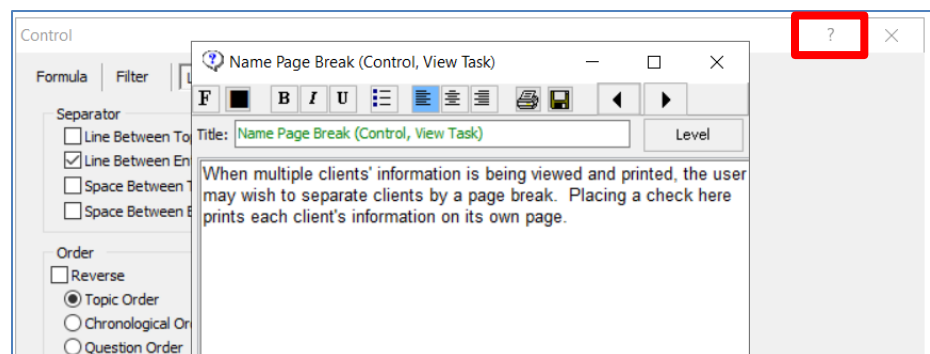 Control
?
Name Page Break (Control, View Task)
Formula Filter
F B I U
Separator
Title: Name Page Break (Control, View Task) Level
Line Between To
Line Between En
Space Between
Space Between
When multiple clients' information is being viewed and printed, the user
may wish to separate clients by a page break. Placing a check here
prints each client's information on its own page.
Order
Reverse
Topic Order
Chronological Or
Question Order